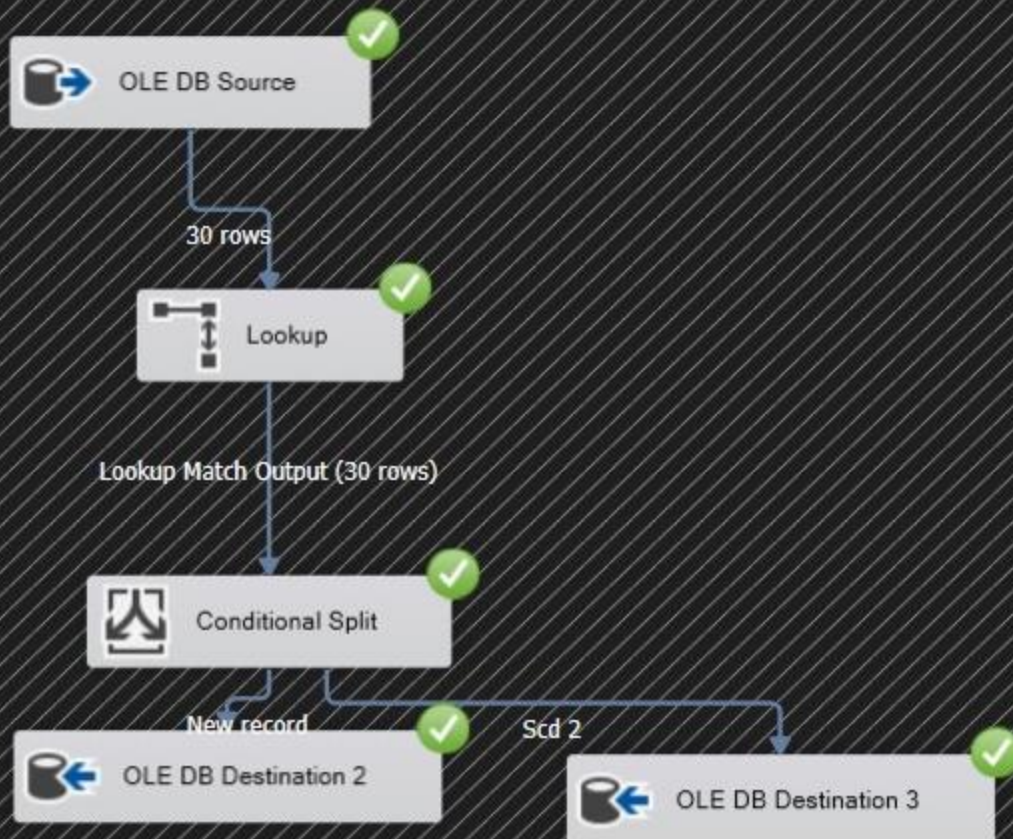 OLE DB Source
30 rows
Lookup
Lookup Match Output (30 rows)
Conditional Split
New record
Scd 2
OLE DB Destination 2
OLE DB Destination 3